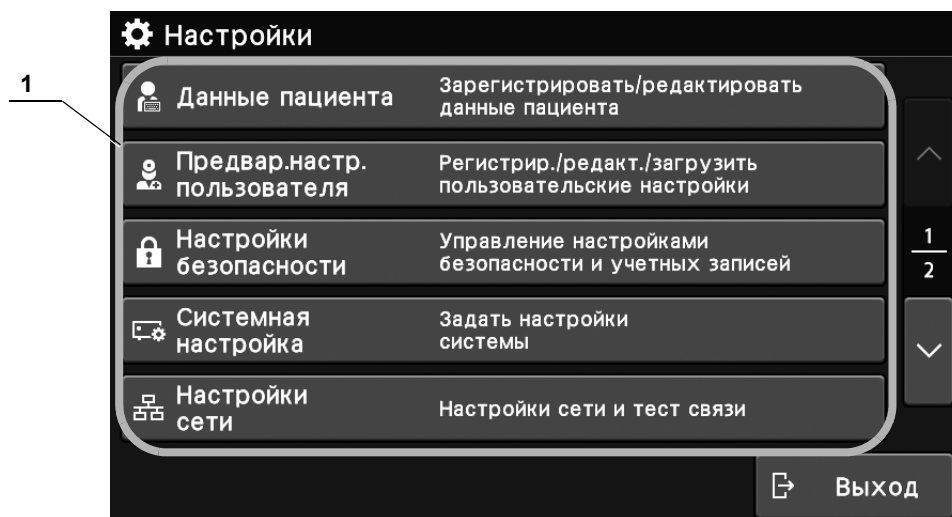 Настройки
1
Данные пациента
Зарегистрировать/редактировать
данные пациента
Предвар.настр.
пользователя
Регистрир./редакт./загрузить
пользовательские настройки
Настройки
безопасности
Управление настройками
безопасности и учетных записей
1
2
Системная
настройка
Задать настройки
системы
Настройки
сети
Настройки сети и тест связи
Выход